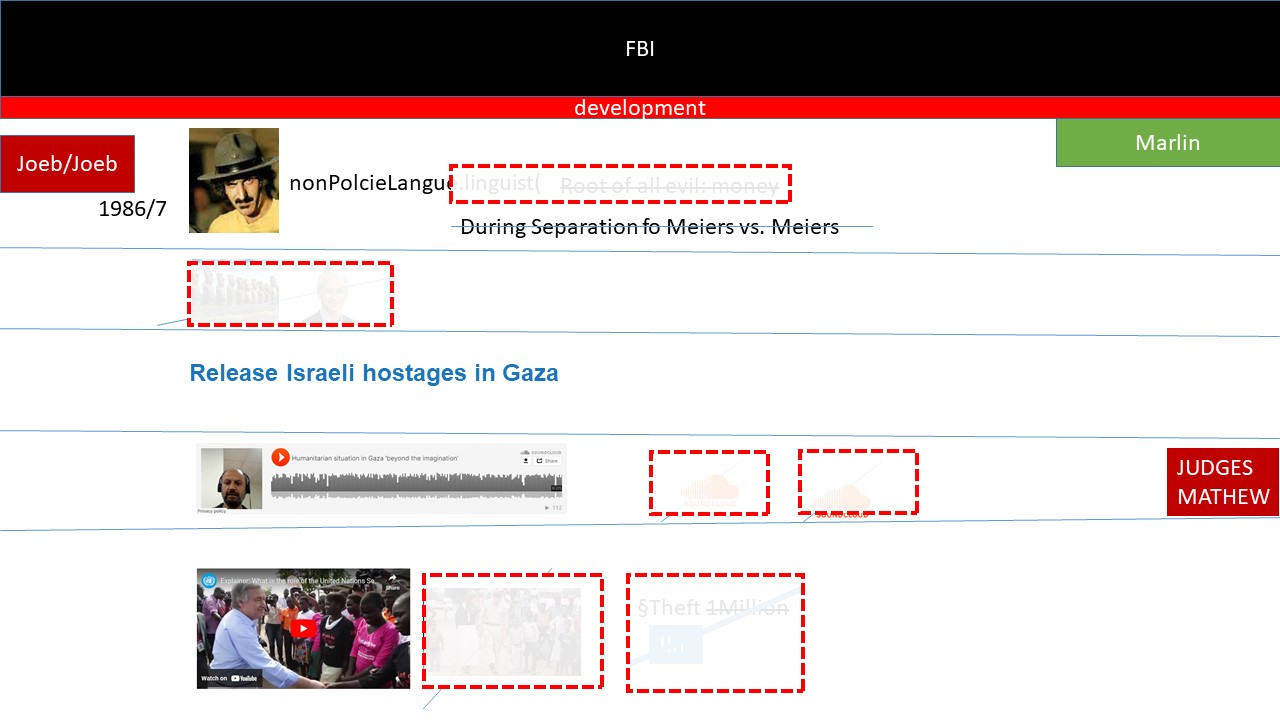 FBI
development
Joeb/Joeb
Marlin
1986/7
nonPolcieLangue.linguist(
Root of all evil: money
During Separation fo Meiers vs. Meiers
Release Israeli hostages in Gaza
Humanitarian situation in Gaza 'beyond the imagination'
SOUNDCLOUD
Share
Privacy policy
112
SOUNDCLOUD
JUDGES
MATHEW
Explainer: What is the role of the United Nations Se...
Share
Watch on YouTube
§Theft 1Million